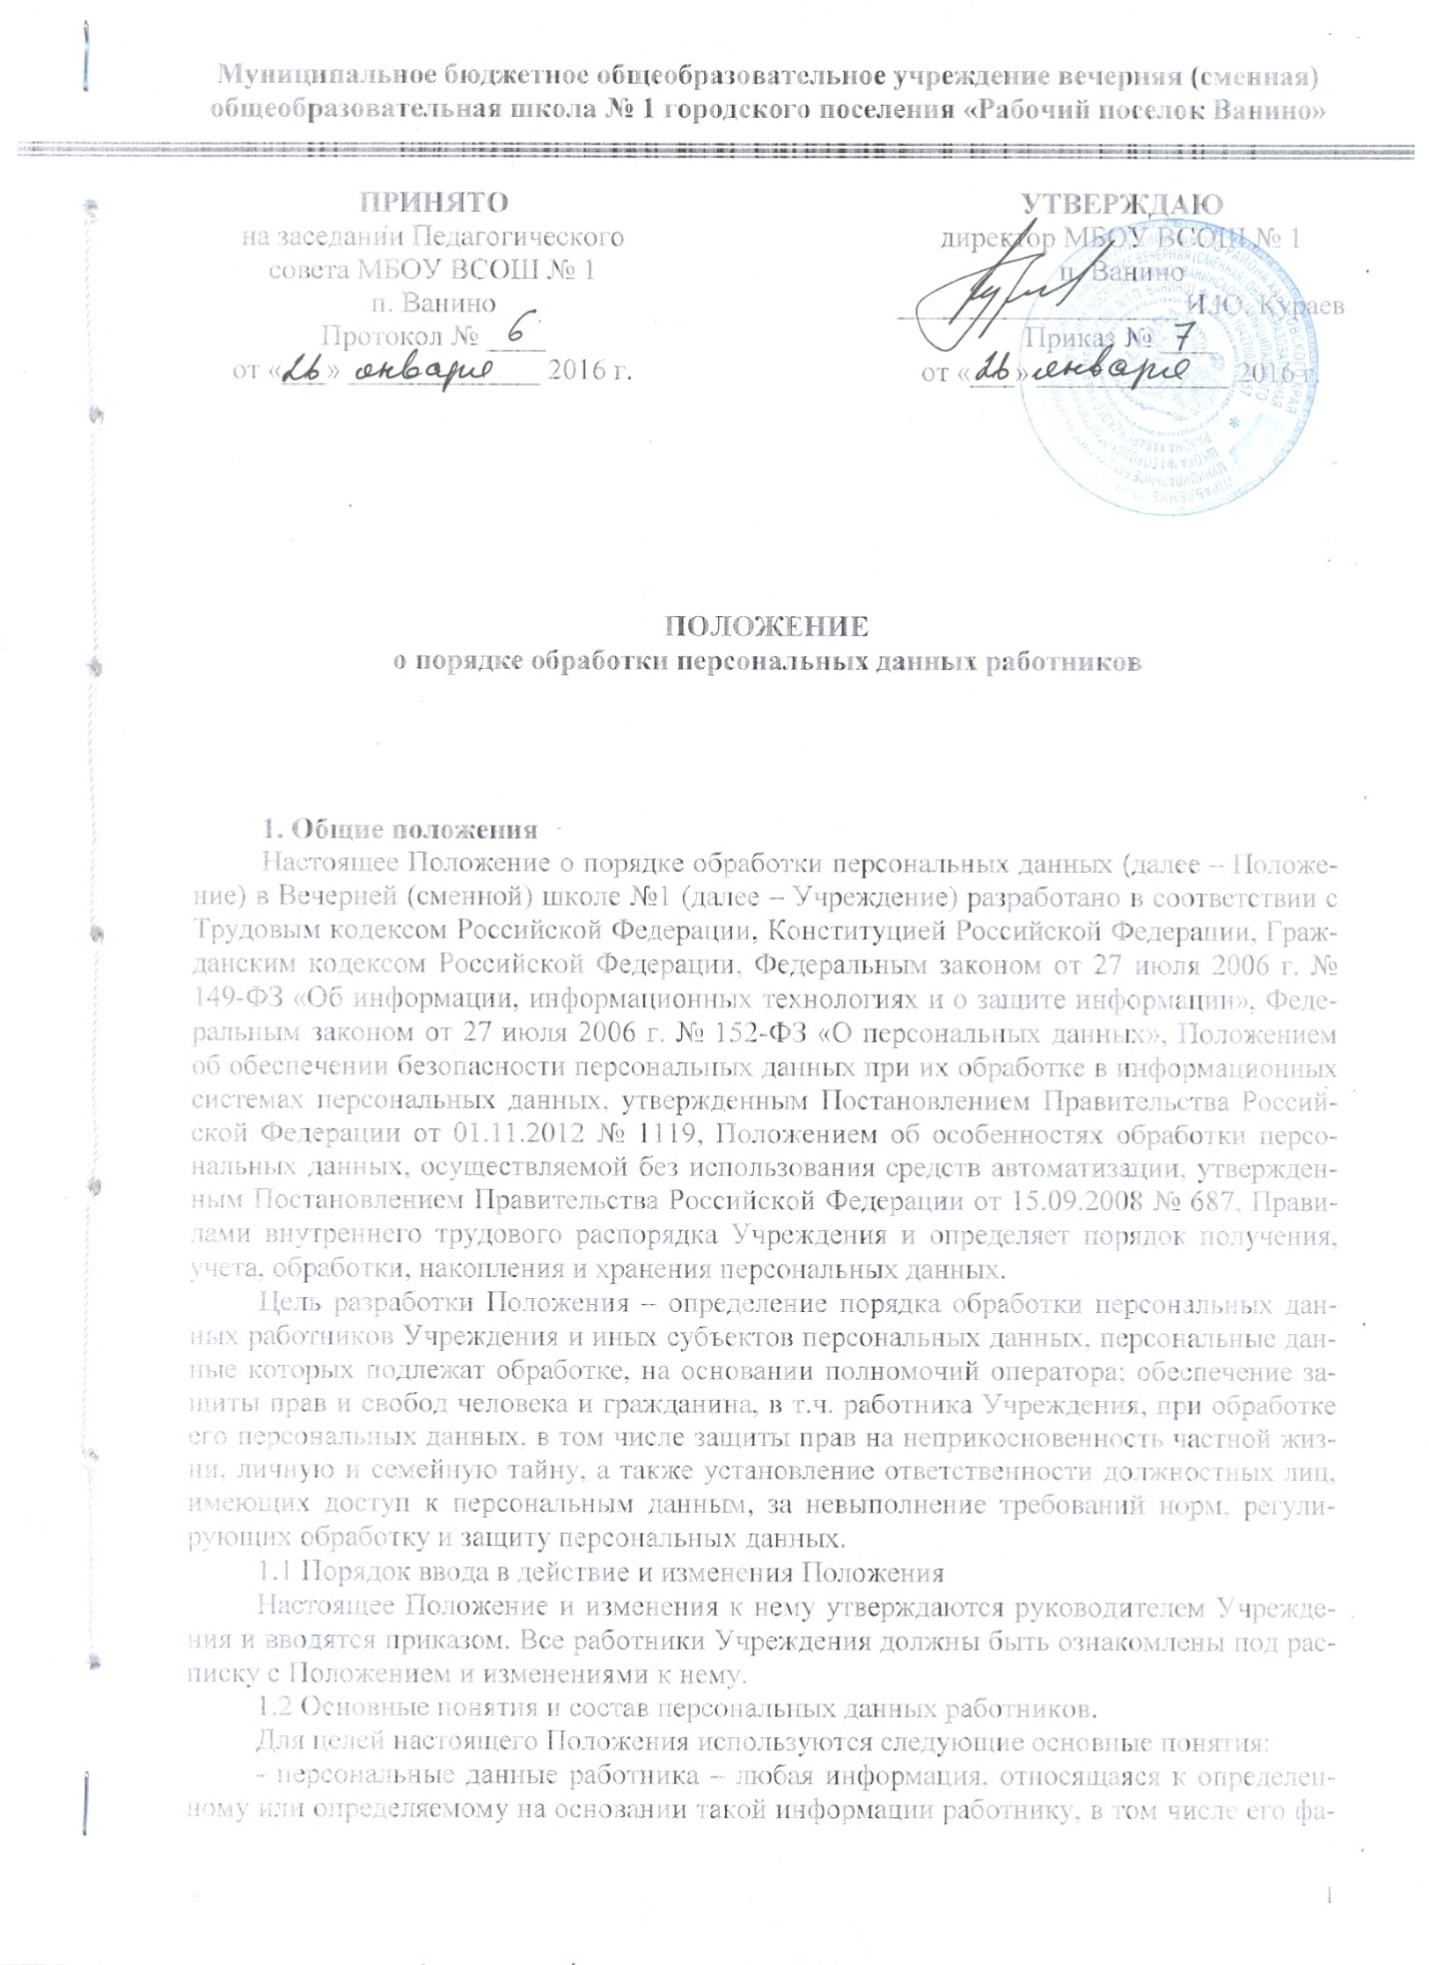 Муниципальное бюджетное общеобразовательное учреждение вечерняя (сменная)
общеобразовательная школа № 1 городского поселения «Рабочий поселок Ванино»
ПРИНЯТО
на заседании Педагогического
совета МБОУ ВСОШ № 1
п. Ванино
Протокол № 6
от «26» января 2016 г.
УТВЕРЖДАЮ
директор МБОУ ВСОШ № 1
п. Ванино
И.Ю. Кураев
Приказ № 7
от «26» января 2016 г.
ПОЛОЖЕНИЕ
о порядке обработки персональных данных работников
1. Общие положения
Настоящее Положение о порядке обработки персональных данных (далее – Положе-
ние) в Вечерней (сменной) школе №1 (далее – Учреждение) разработано в соответствии с
Трудовым кодексом Российской Федерации, Конституцией Российской Федерации, Граж-
данским кодексом Российской Федерации, Федеральным законом от 27 июля 2006 г. №
149-ФЗ «Об информации, информационных технологиях и о защите информации», Феде-
ральным законом от 27 июля 2006 г. № 152-ФЗ «О персональных данных», Положением
об обеспечении безопасности персональных данных при их обработке в информационных
системах персональных данных, утвержденным Постановлением Правительства Россий-
ской Федерации от 01.11.2012 № 1119, Положением об особенностях обработки персо-
нальных данных, осуществляемой без использования средств автоматизации, утвержден-
ным Постановлением Правительства Российской Федерации от 15.09.2008 № 687, Прави-
лами внутреннего трудового распорядка Учреждения и определяет порядок получения,
учета, обработки, накопления и хранения персональных данных.
Цель разработки Положения – определение порядка обработки персональных дан-
ных работников Учреждения и иных субъектов персональных данных, персональные дан-
ные которых подлежат обработке, на основании полномочий оператора; обеспечение за-
щиты прав и свобод человека и гражданина, в т.ч. работника Учреждения, при обработке
его персональных данных, в том числе защиты прав на неприкосновенность частной жиз-
ни, личную и семейную тайну, а также установление ответственности должностных лиц,
имеющих доступ к персональным данным, за невыполнение требований норм, регули-
рующих обработку и защиту персональных данных.
1.1 Порядок ввода в действие и изменения Положения
Настоящее Положение и изменения к нему утверждаются руководителем Учрежде-
ния и вводятся приказом. Все работники Учреждения должны быть ознакомлены под рас-
писку с Положением и изменениями к нему.
1.2 Основные понятия и состав персональных данных работников.
Для целей настоящего Положения используются следующие основные понятия:
- персональные данные работника – любая информация, относящаяся к определен-
ному или определяемому на основании такой информации работнику, в том числе его фа-
1